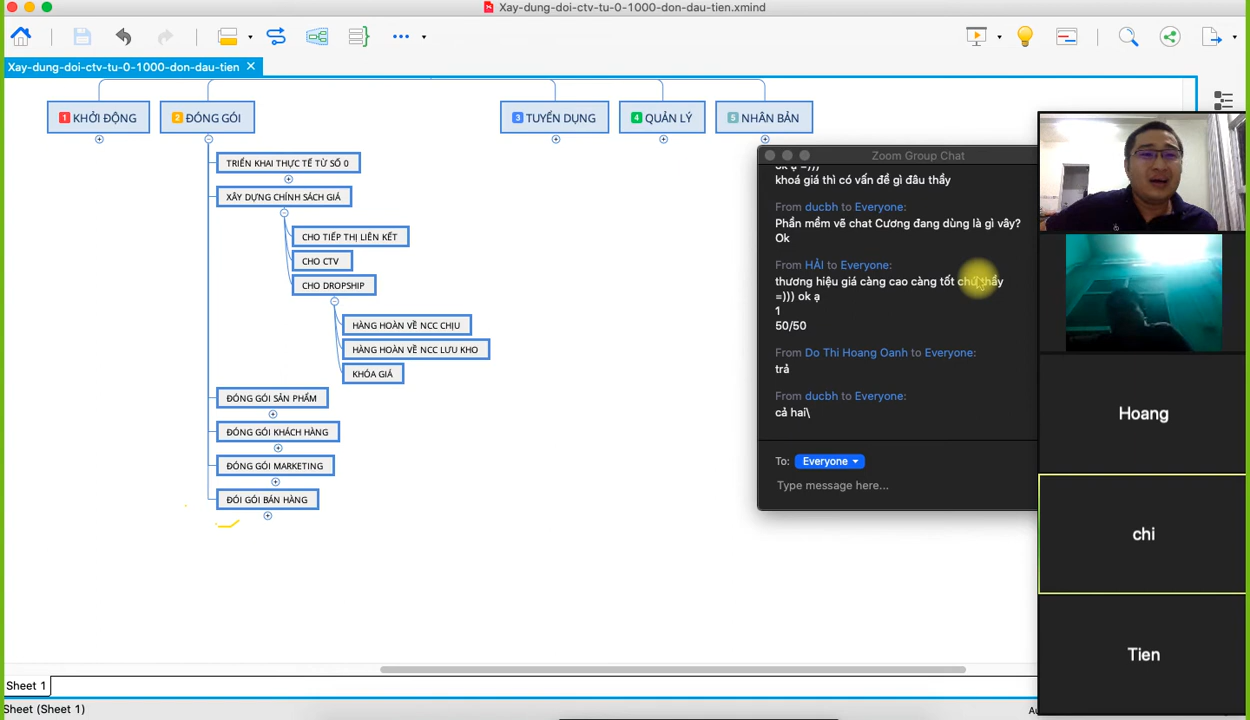 Xay-dung-doi-ctv-tu-0-1000-don-dau-tien.xmind
Xay-dung-doi-ctv-tu-0-1000-don-dau-tien
1 KHỞI ĐỘNG
2 ĐÓNG GÓI
3 TUYỂN DỤNG
4 QUẢN LÝ
5 NHÂN BẢN
TRIỂN KHAI THỰC TẾ TỪ SỐ 0
XÂY DỰNG CHÍNH SÁCH GIÁ
CHO TIẾP THỊ LIÊN KẾT
CHO CTV
CHO DROPSHIP
HÀNG HOÀN VỀ NCC CHỊU
HÀNG HOÀN VỀ NCC LƯU KHO
KHÓA GIÁ
ĐÓNG GÓI SẢN PHẨM
ĐÓNG GÓI KHÁCH HÀNG
ĐÓNG GÓI MARKETING
ĐÓI GÓI BÁN HÀNG
Zoom Group Chat
ok ạ =)))
khoá giá thì có vấn đề gì đâu thầy
From ducbh to Everyone:
Phần mềm vẽ chat Cương đang dùng là gì vây?
Ok
From HẢI to Everyone:
thương hiệu giá càng cao càng tốt chứ thầy
=))) ok ạ
1
50/50
From Do Thi Hoang Oanh to Everyone:
trả
From ducbh to Everyone:
cả hai\
To: Everyone
Type message here...
Hoang
chi
Tien
Sheet 1
Sheet (Sheet 1)